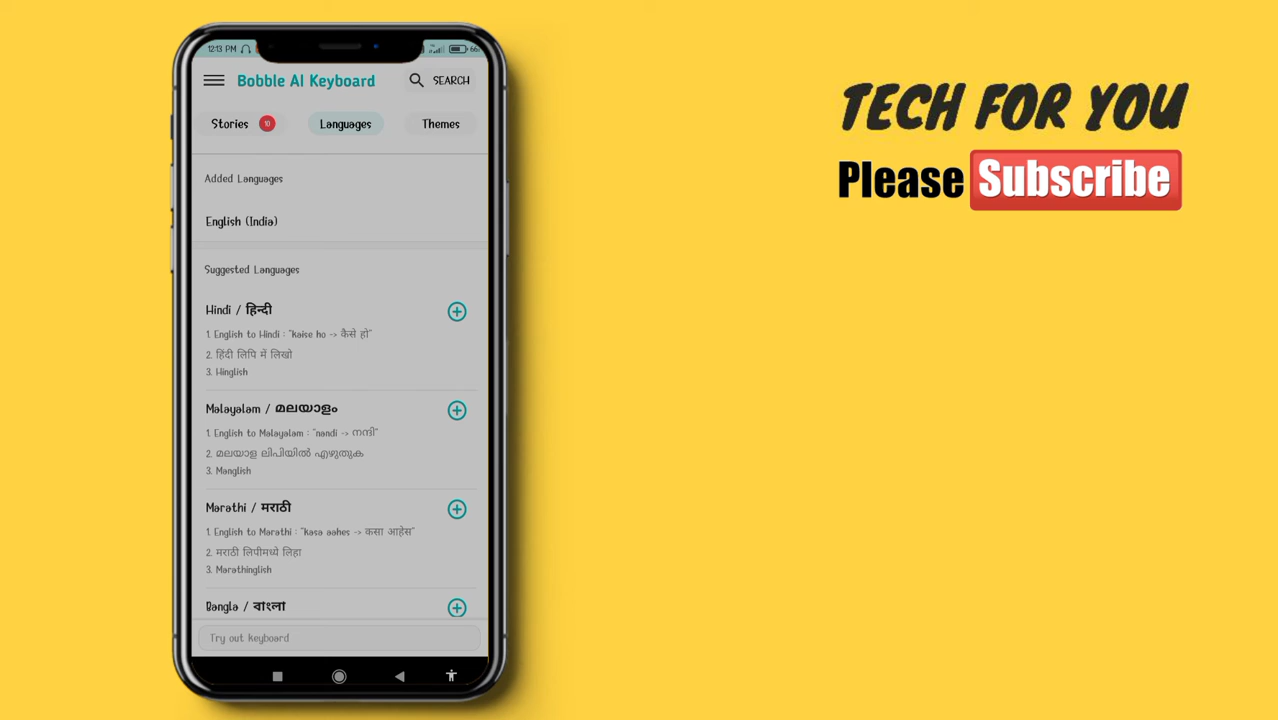 12:13 PM
66
Bobble AI Keyboard
SEARCH
Stories 10
Languages
Themes
Added Languages
English (India)
Suggested Languages
Hindi / हिन्दी
1. English to Hindi : "kaise ho -> कैसे हो"
2. हिंदी लिपि में लिखो
3. Hinglish
Malayalam / മലയാളം
1. English to Malayalam : "nandi -> നന്ദി"
2. മലയാള ലിപിയിൽ എഴുതുക
3. Manglish
Marathi / मराठी
1. English to Marathi : "kasa aahes -> कसा आहेस"
2. मराठी लिपीमध्ये लिहा
3. Marathinglish
Bangla / বাংলা
Try out keyboard
TECH FOR YOU
Please Subscribe